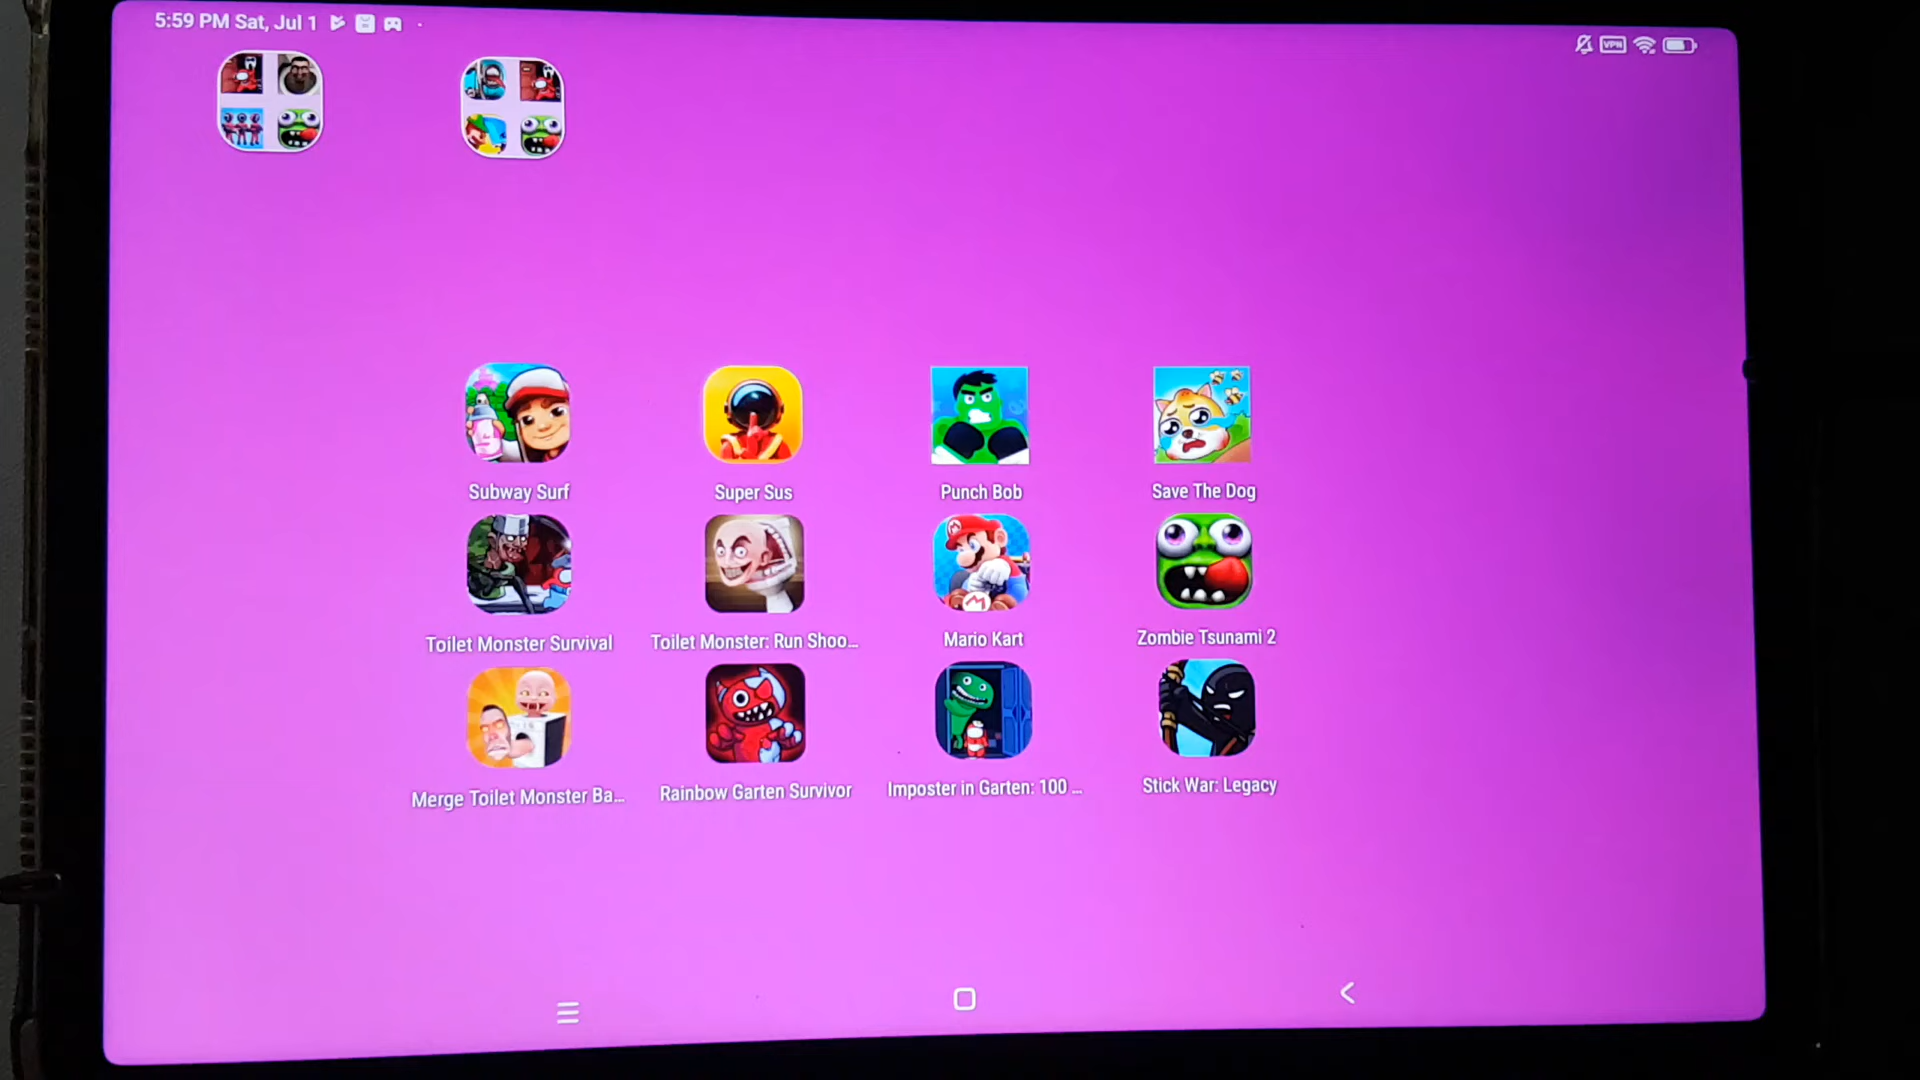 5:59 PM Sat, Jul 1
VPN
Subway Surf
Super Sus
Punch Bob
Save The Dog
Toilet Monster Survival
Toilet Monster: Run Shoo...
Mario Kart
Zombie Tsunami 2
Merge Toilet Monster Ba...
Rainbow Garten Survivor
Imposter in Garten: 100 ...
Stick War: Legacy